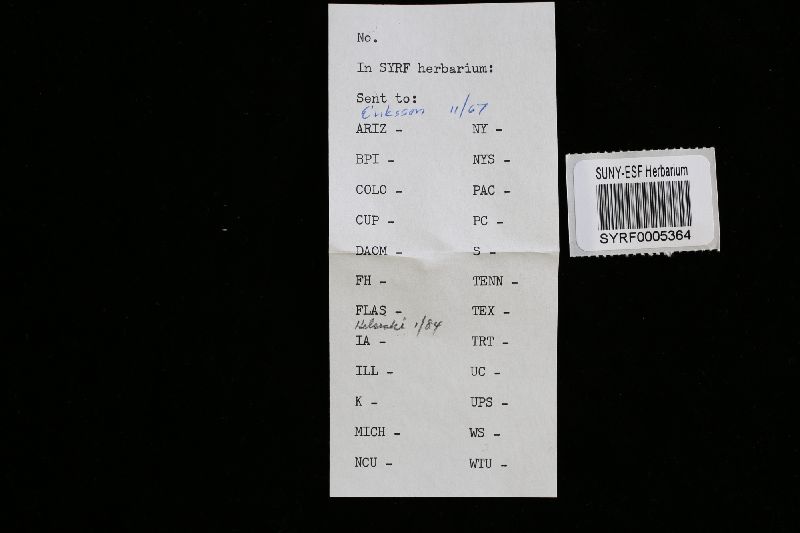 No.
In SYRF herbarium:
Sent to:
Eriksson 11/67
ARIZ - NY -
BPI - NYS -
COLO - PAC -
CUP - PC -
DAOM - S -
FH - TENN -
FLAS - TEX -
Helsinki 1/84
IA - TRT -
ILL - UC -
K - UPS -
MICH - WS -
NCU - WTU -
SUNY-ESF Herbarium
SYRF0005364